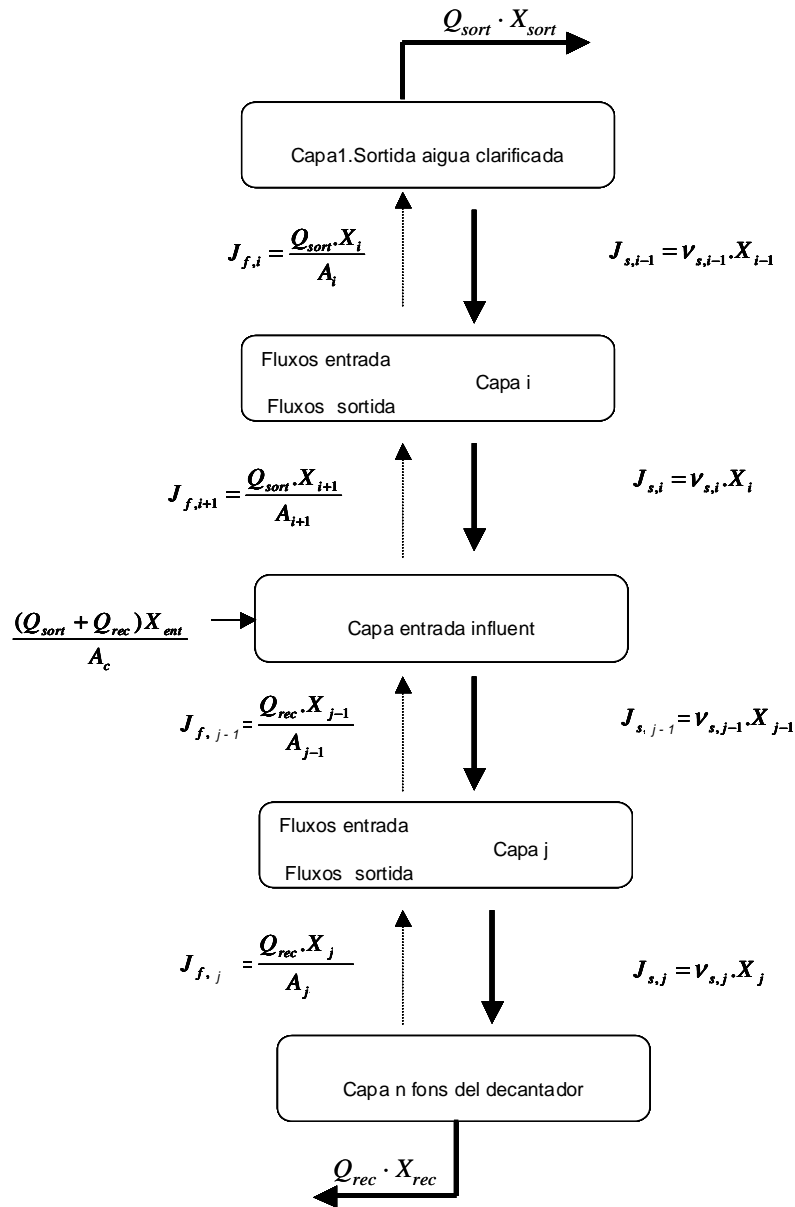 Q_sort · X_sort
Capa1.Sortida aigua clarificada
J_f,i = Q_sort.X_i / A_i
J_s,i−1 = ν_s,i−1.X_i−1
Fluxos entrada
Capa i
Fluxos sortida
J_f,i+1 = Q_sort.X_i+1 / A_i+1
J_s,i = ν_s,i.X_i
(Q_sort + Q_rec)X_ent / A_c
Capa entrada influent
J_f, j-1 = Q_rec.X_j−1 / A_j−1
J_s, j-1 = ν_s,j−1.X_j−1
Fluxos entrada
Capa j
Fluxos sortida
J_f, j = Q_rec.X_j / A_j
J_s,j = ν_s,j.X_j
Capa n fons del decantador
Q_rec · X_rec